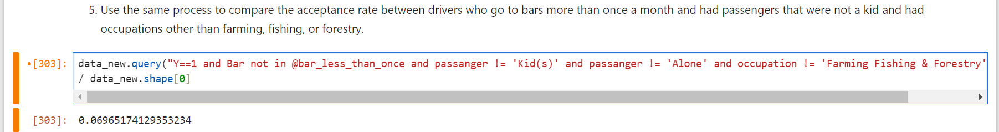 5. Use the same process to compare the acceptance rate between drivers who go to bars more than once a month and had passengers that were not a kid and had
occupations other than farming, fishing, or forestry.
•[303]: data_new.query("Y==1 and Bar not in @bar_less_than_once and passanger != 'Kid(s)' and passanger != 'Alone' and occupation != 'Farming Fishing & Forestry'
/ data_new.shape[0]
[303]: 0.06965174129353234